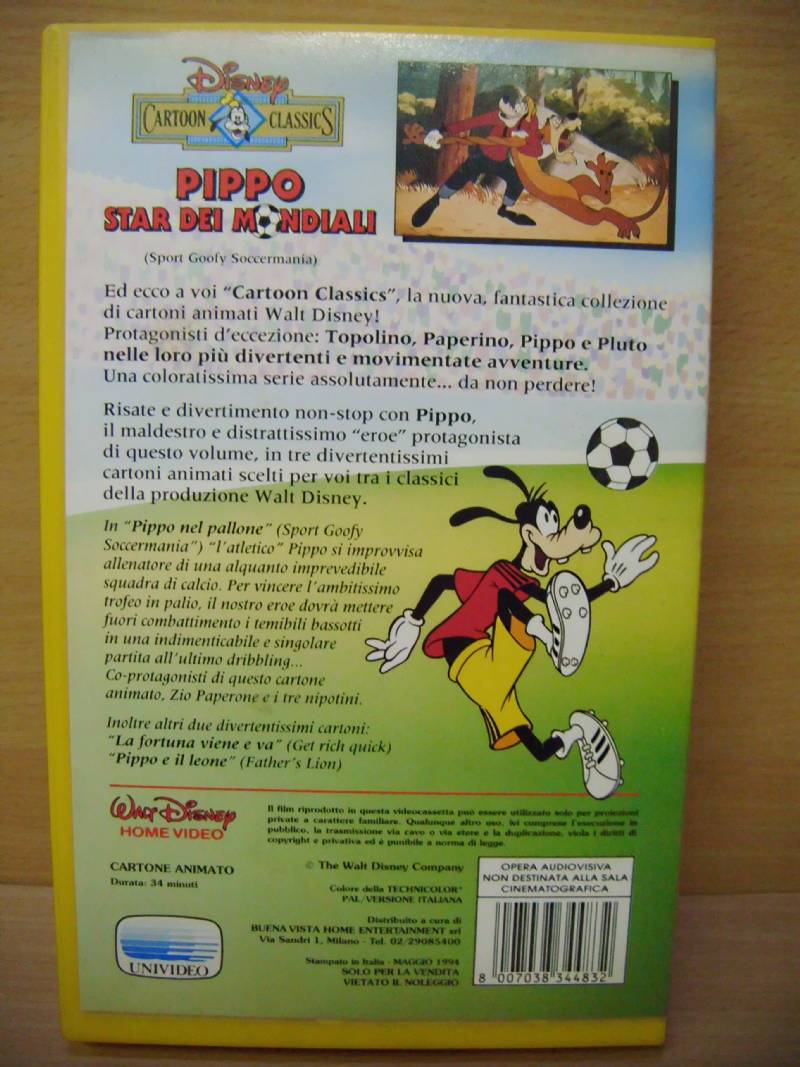 Disney
CARTOON CLASSICS
PIPPO
STAR DEI MONDIALI
(Sport Goofy Soccermania)
Ed ecco a voi “Cartoon Classics”, la nuova, fantastica collezione
di cartoni animati Walt Disney!
Protagonisti d'eccezione: Topolino, Paperino, Pippo e Pluto
nelle loro più divertenti e movimentate avventure.
Una coloratissima serie assolutamente... da non perdere!
Risate e divertimento non-stop con Pippo,
il maldestro e distrattissimo “eroe” protagonista
di questo volume, in tre divertentissimi
cartoni animati scelti per voi tra i classici
della produzione Walt Disney.
In “Pippo nel pallone” (Sport Goofy
Soccermania”) “l'atletico” Pippo si improvvisa
allenatore di una alquanto imprevedibile
squadra di calcio. Per vincere l'ambitissimo
trofeo in palio, il nostro eroe dovrà mettere
fuori combattimento i temibili bassotti
in una indimenticabile e singolare
partita all'ultimo dribbling...
Co-protagonisti di questo cartone
animato, Zio Paperone e i tre nipotini.
Inoltre altri due divertentissimi cartoni:
“La fortuna viene e va” (Get rich quick)
“Pippo e il leone” (Father's Lion)
Walt Disney
HOME VIDEO
Il film riprodotto in questa videocassetta può essere utilizzato solo per proiezioni
private a carattere familiare. Qualunque altro uso, ivi compreso l'esecuzione in
pubblico, la trasmissione via cavo o via etere e la duplicazione, viola i diritti di
copyright e privativa ed è punibile a norma di legge.
CARTONE ANIMATO
Durata: 34 minuti
© The Walt Disney Company
Colore della TECHNICOLOR®
PAL/VERSIONE ITALIANA
Distribuito a cura di
BUENA VISTA HOME ENTERTAINMENT srl
Via Sandri 1, Milano - Tel. 02/29085400
Stampato in Italia - MAGGIO 1994
SOLO PER LA VENDITA
VIETATO IL NOLEGGIO
UNIVIDEO
OPERA AUDIOVISIVA
NON DESTINATA ALLA SALA
CINEMATOGRAFICA
8 007038 344832